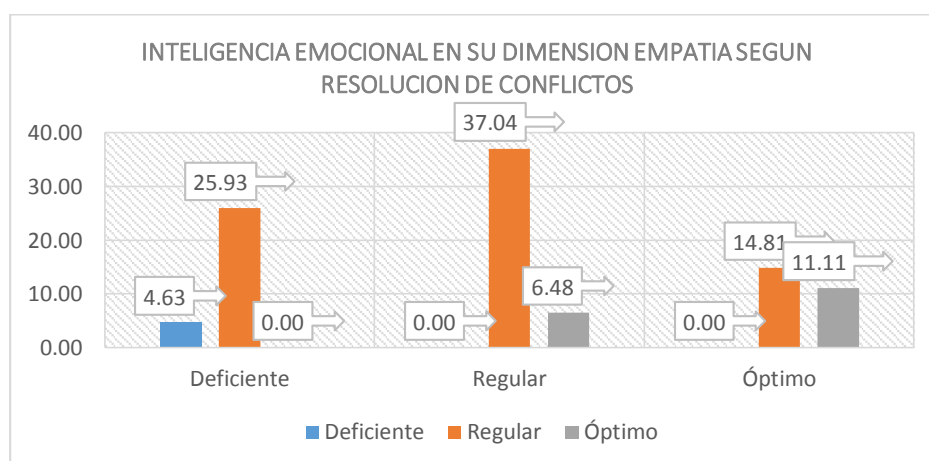 INTELIGENCIA EMOCIONAL EN SU DIMENSION EMPATIA SEGUN
RESOLUCION DE CONFLICTOS
40.00
30.00
20.00
10.00
0.00
4.63
25.93
0.00
0.00
37.04
6.48
0.00
14.81
11.11
Deficiente
Regular
Óptimo
Deficiente
Regular
Óptimo